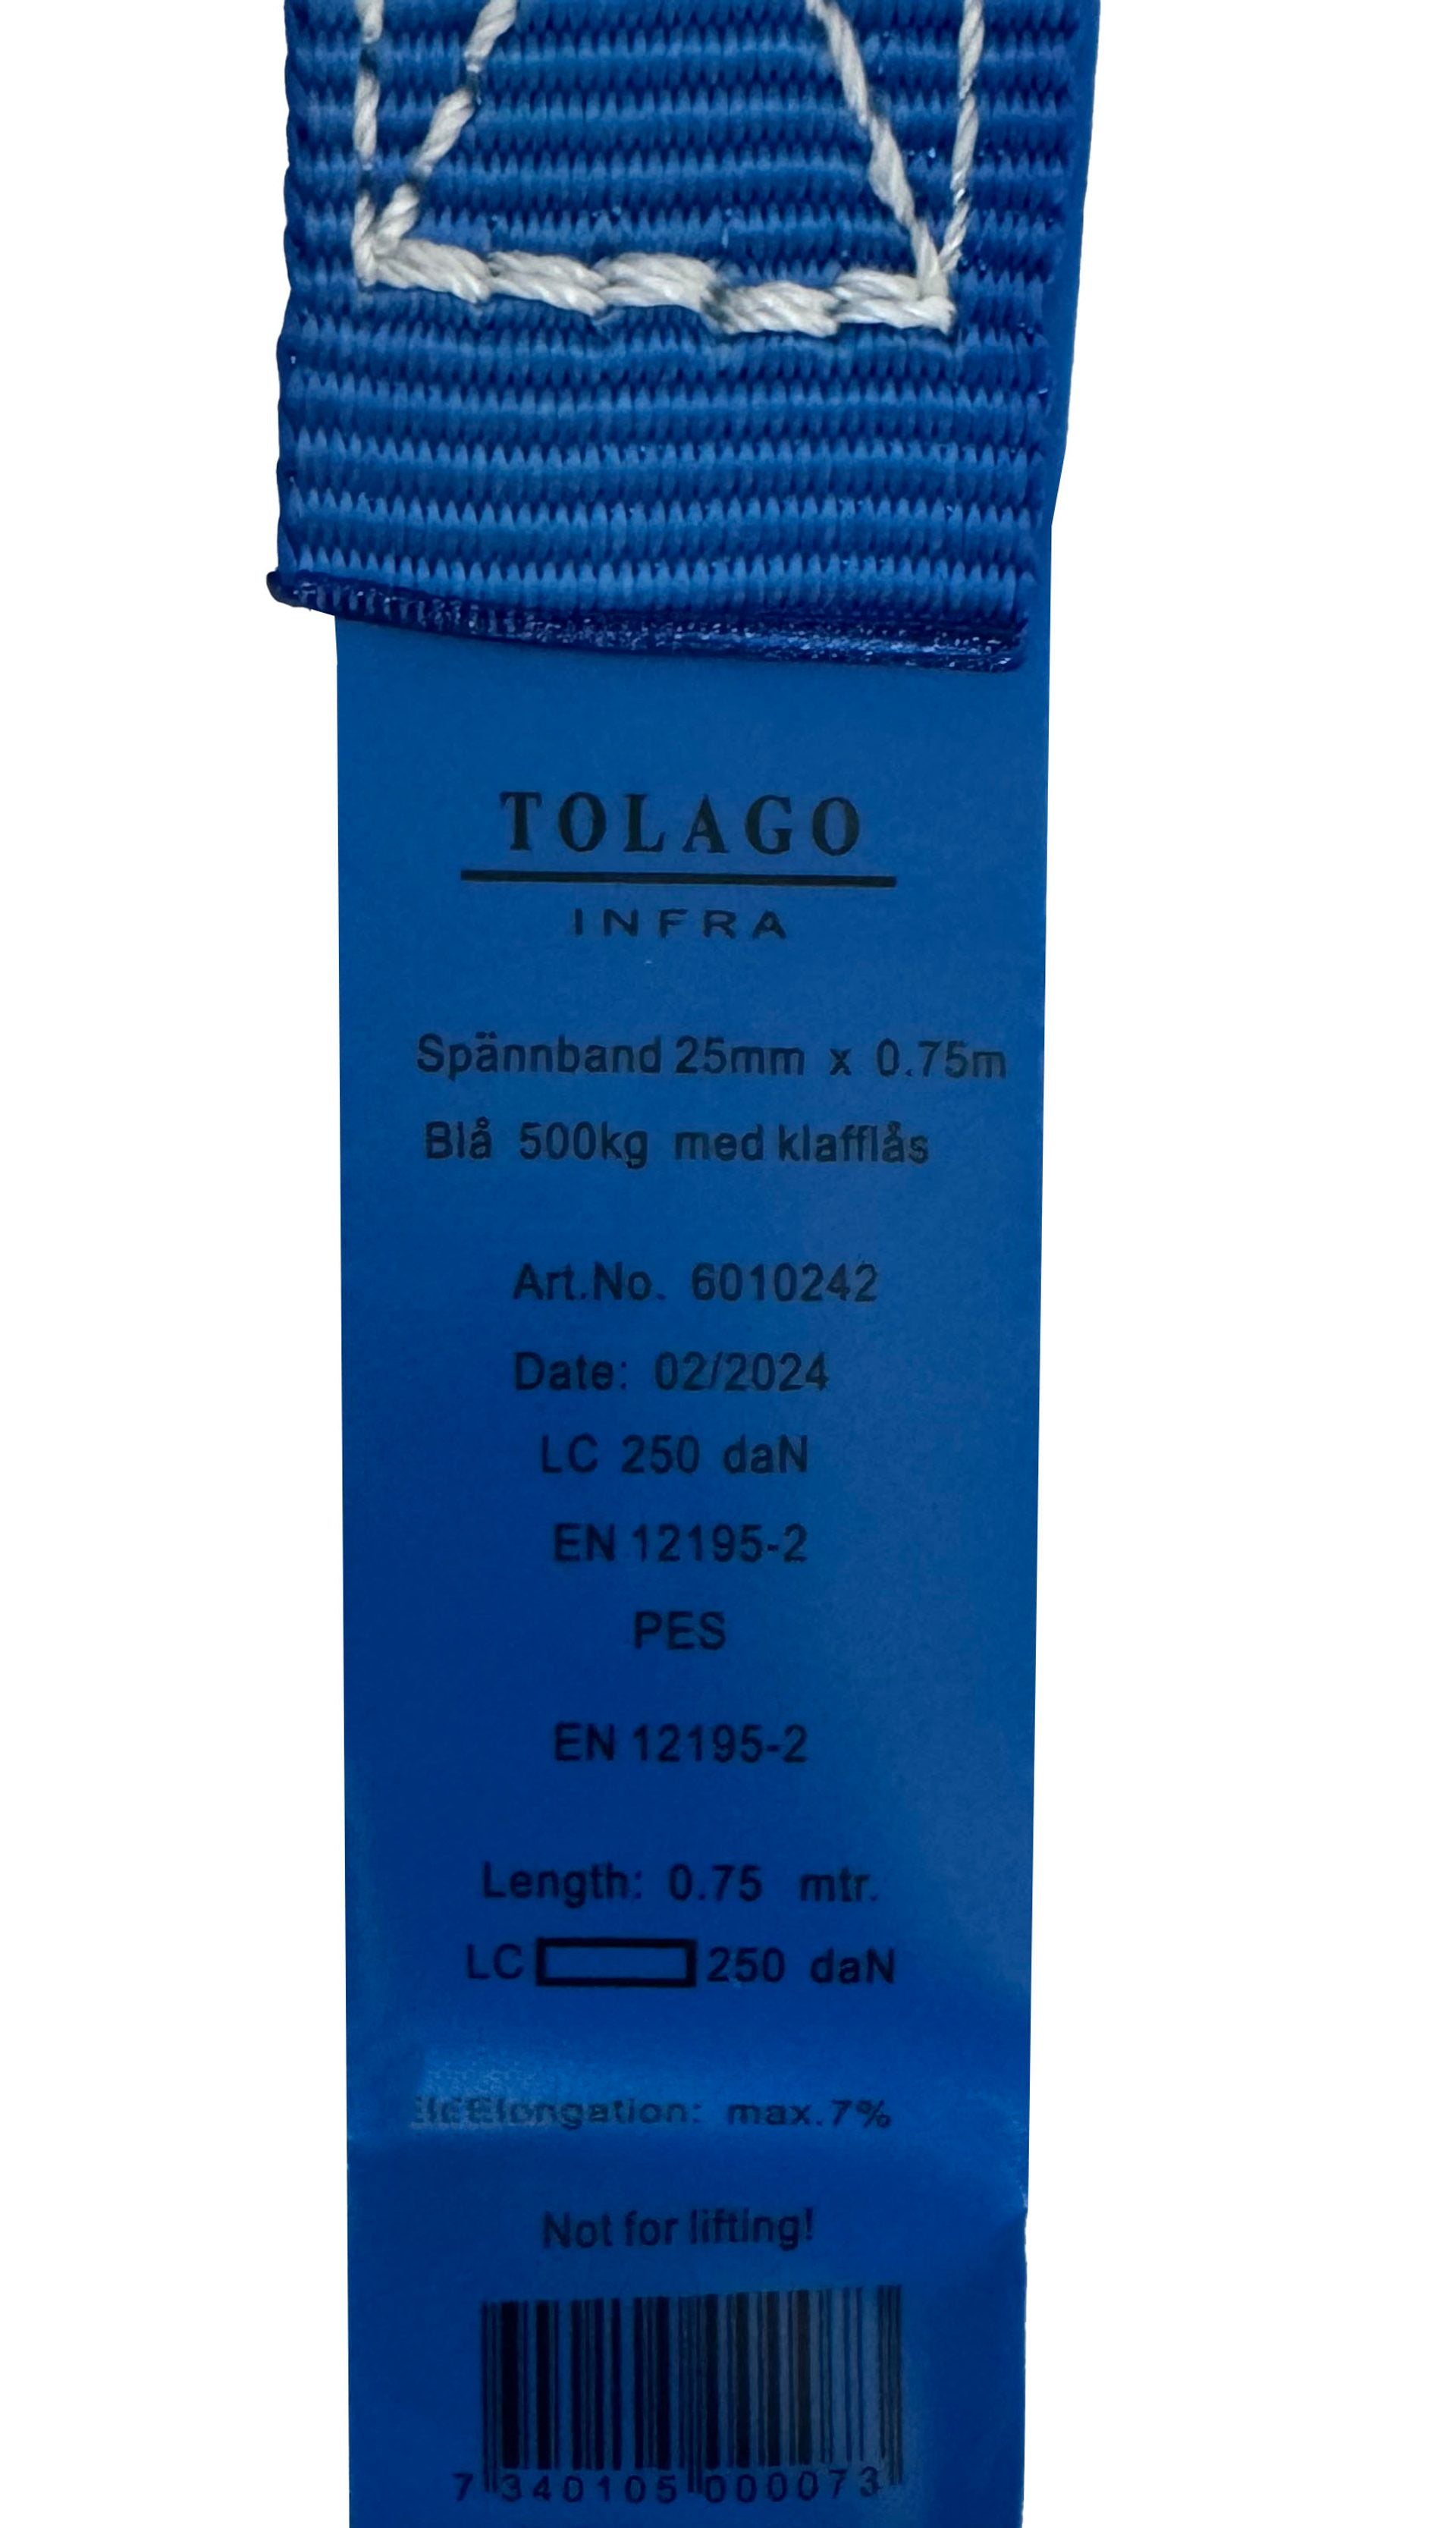 TOLAGO
INFRA
Spännband 25mm x 0.75m
Blå 500kg med klafflås
Art.No. 6010242
Date: 02/2024
LC 250 daN
EN 12195-2
PES
EN 12195-2
Length: 0.75 mtr.
LC 250 daN
Elongation: max.7%
Not for lifting!
7 340105 000073